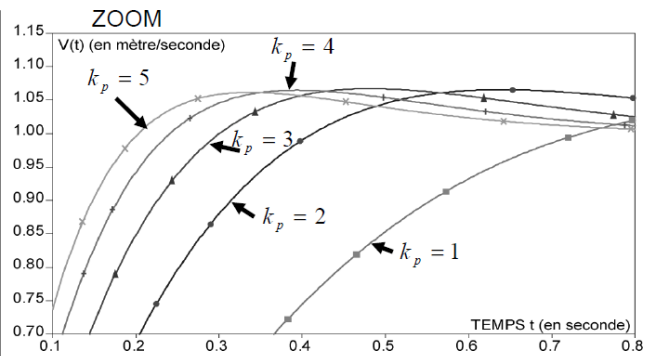 ZOOM
V(t) (en mètre/seconde)
k_p = 4
k_p = 5
k_p = 3
k_p = 2
k_p = 1
TEMPS t (en seconde)
1.15
1.10
1.05
1.00
0.95
0.90
0.85
0.80
0.75
0.70
0.1 0.2 0.3 0.4 0.5 0.6 0.7 0.8